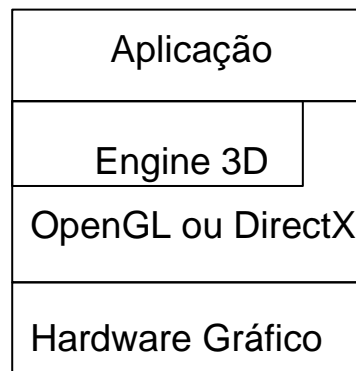 Aplicação
Engine 3D
OpenGL ou DirectX
Hardware Gráfico